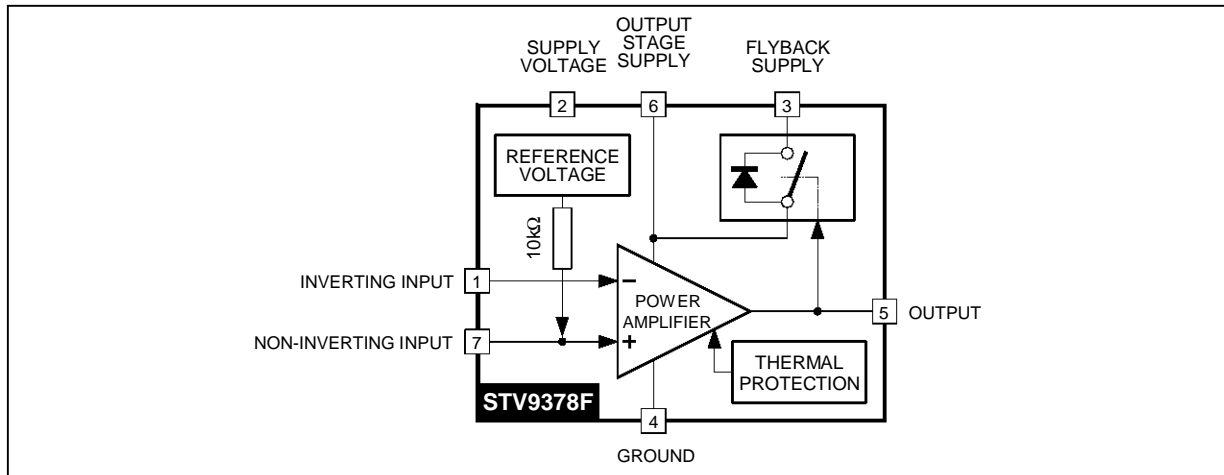 SUPPLY
VOLTAGE
OUTPUT
STAGE
SUPPLY
FLYBACK
SUPPLY
2
6
3
REFERENCE
VOLTAGE
10kΩ
INVERTING INPUT
1
−
POWER
AMPLIFIER
5
OUTPUT
NON-INVERTING INPUT
7
+
THERMAL
PROTECTION
STV9378F
4
GROUND